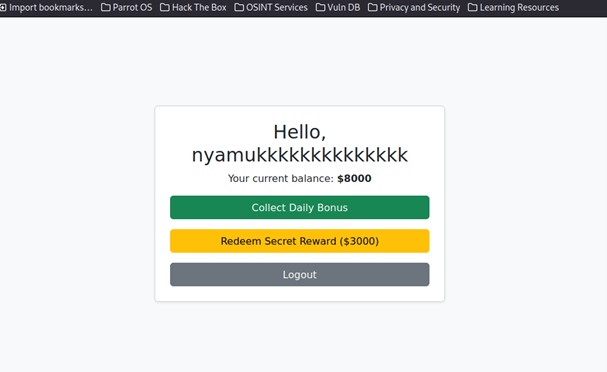 Import bookmarks... Parrot OS Hack The Box OSINT Services Vuln DB Privacy and Security Learning Resources
Hello,
nyamukkkkkkkkkkkkkk
Your current balance: $8000
Collect Daily Bonus
Redeem Secret Reward ($3000)
Logout